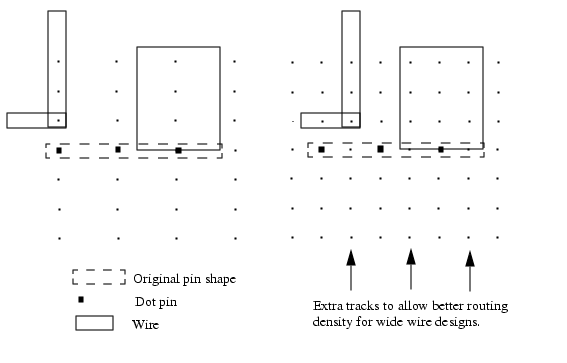 Original pin shape
Dot pin
Wire
Extra tracks to allow better routing
density for wide wire designs.